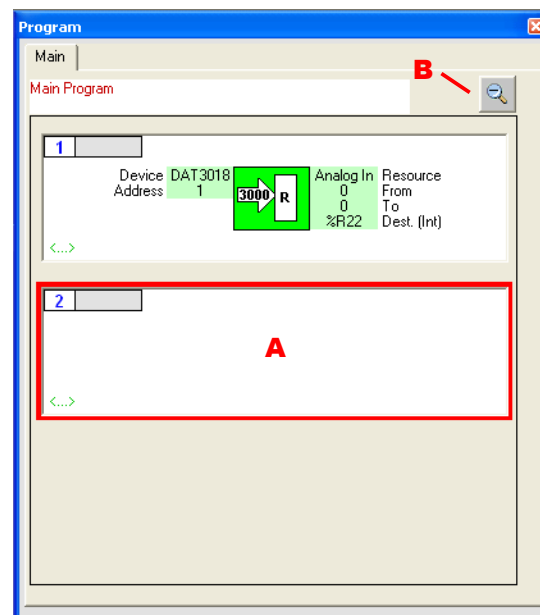 Program
Main
B
Main Program
1
Device DAT3018 Analog In Resource
Address 1 3000 R 0 From
0 To
%R22 Dest. (Int)
<...>
2
A
<...>